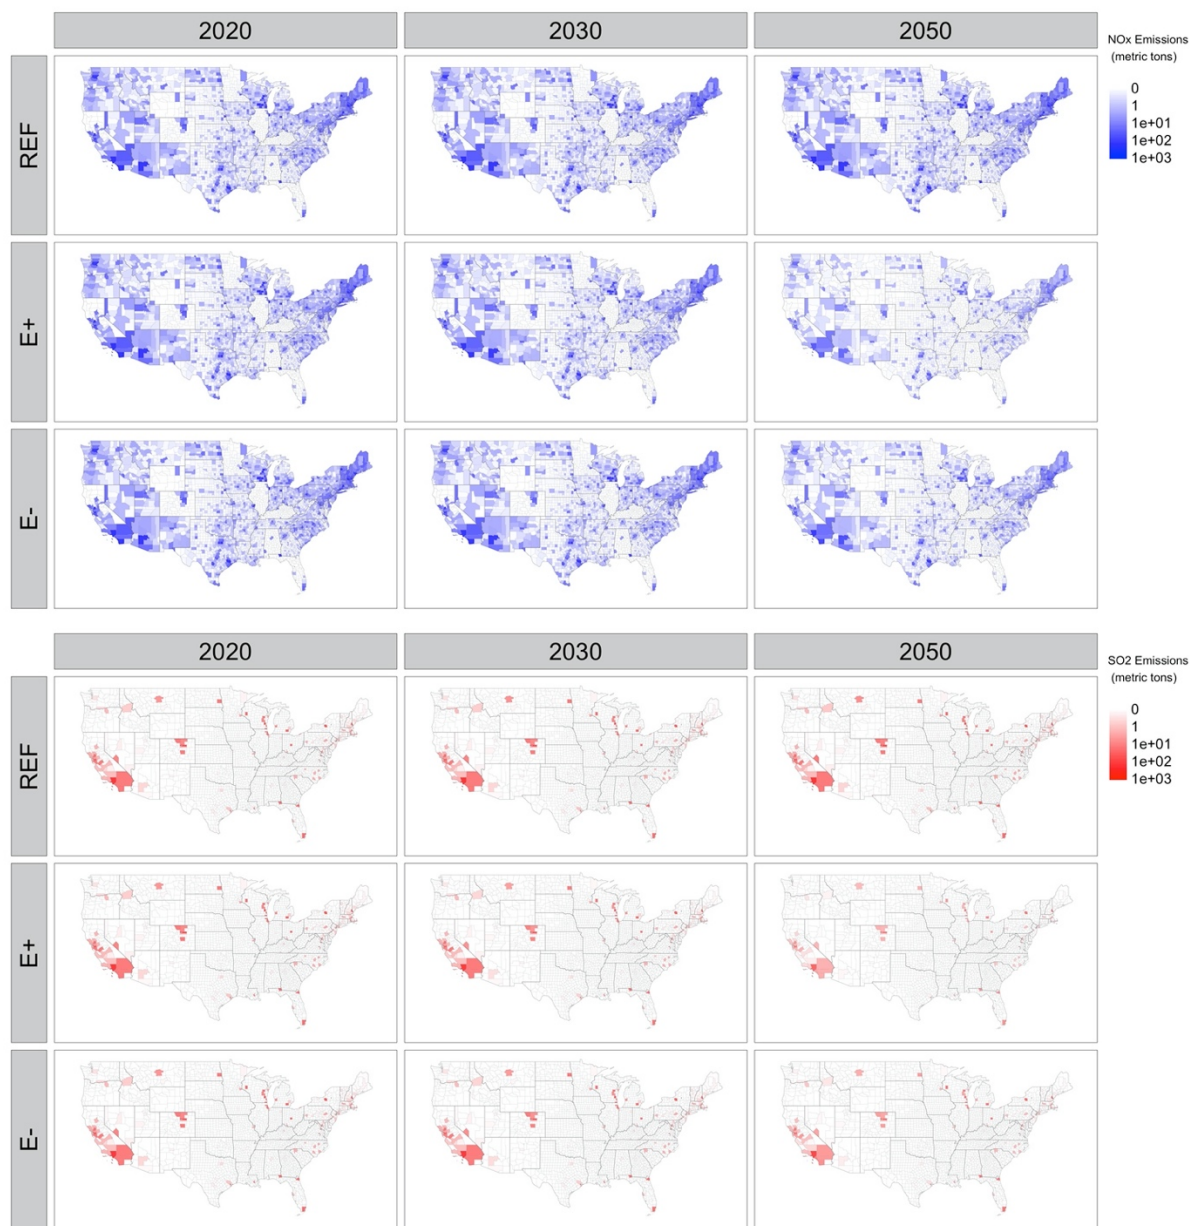 2020 2030 2050
NOx Emissions
(metric tons)
0
1
1e+01
1e+02
1e+03
REF
E+
E-
2020 2030 2050
SO2 Emissions
(metric tons)
0
1
1e+01
1e+02
1e+03
REF
E+
E-